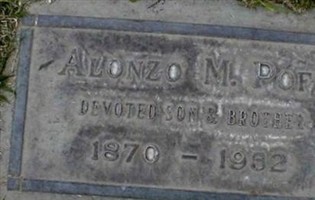 ALONZO M.
DEVOTED SON & BROTHER
1870 - 1952